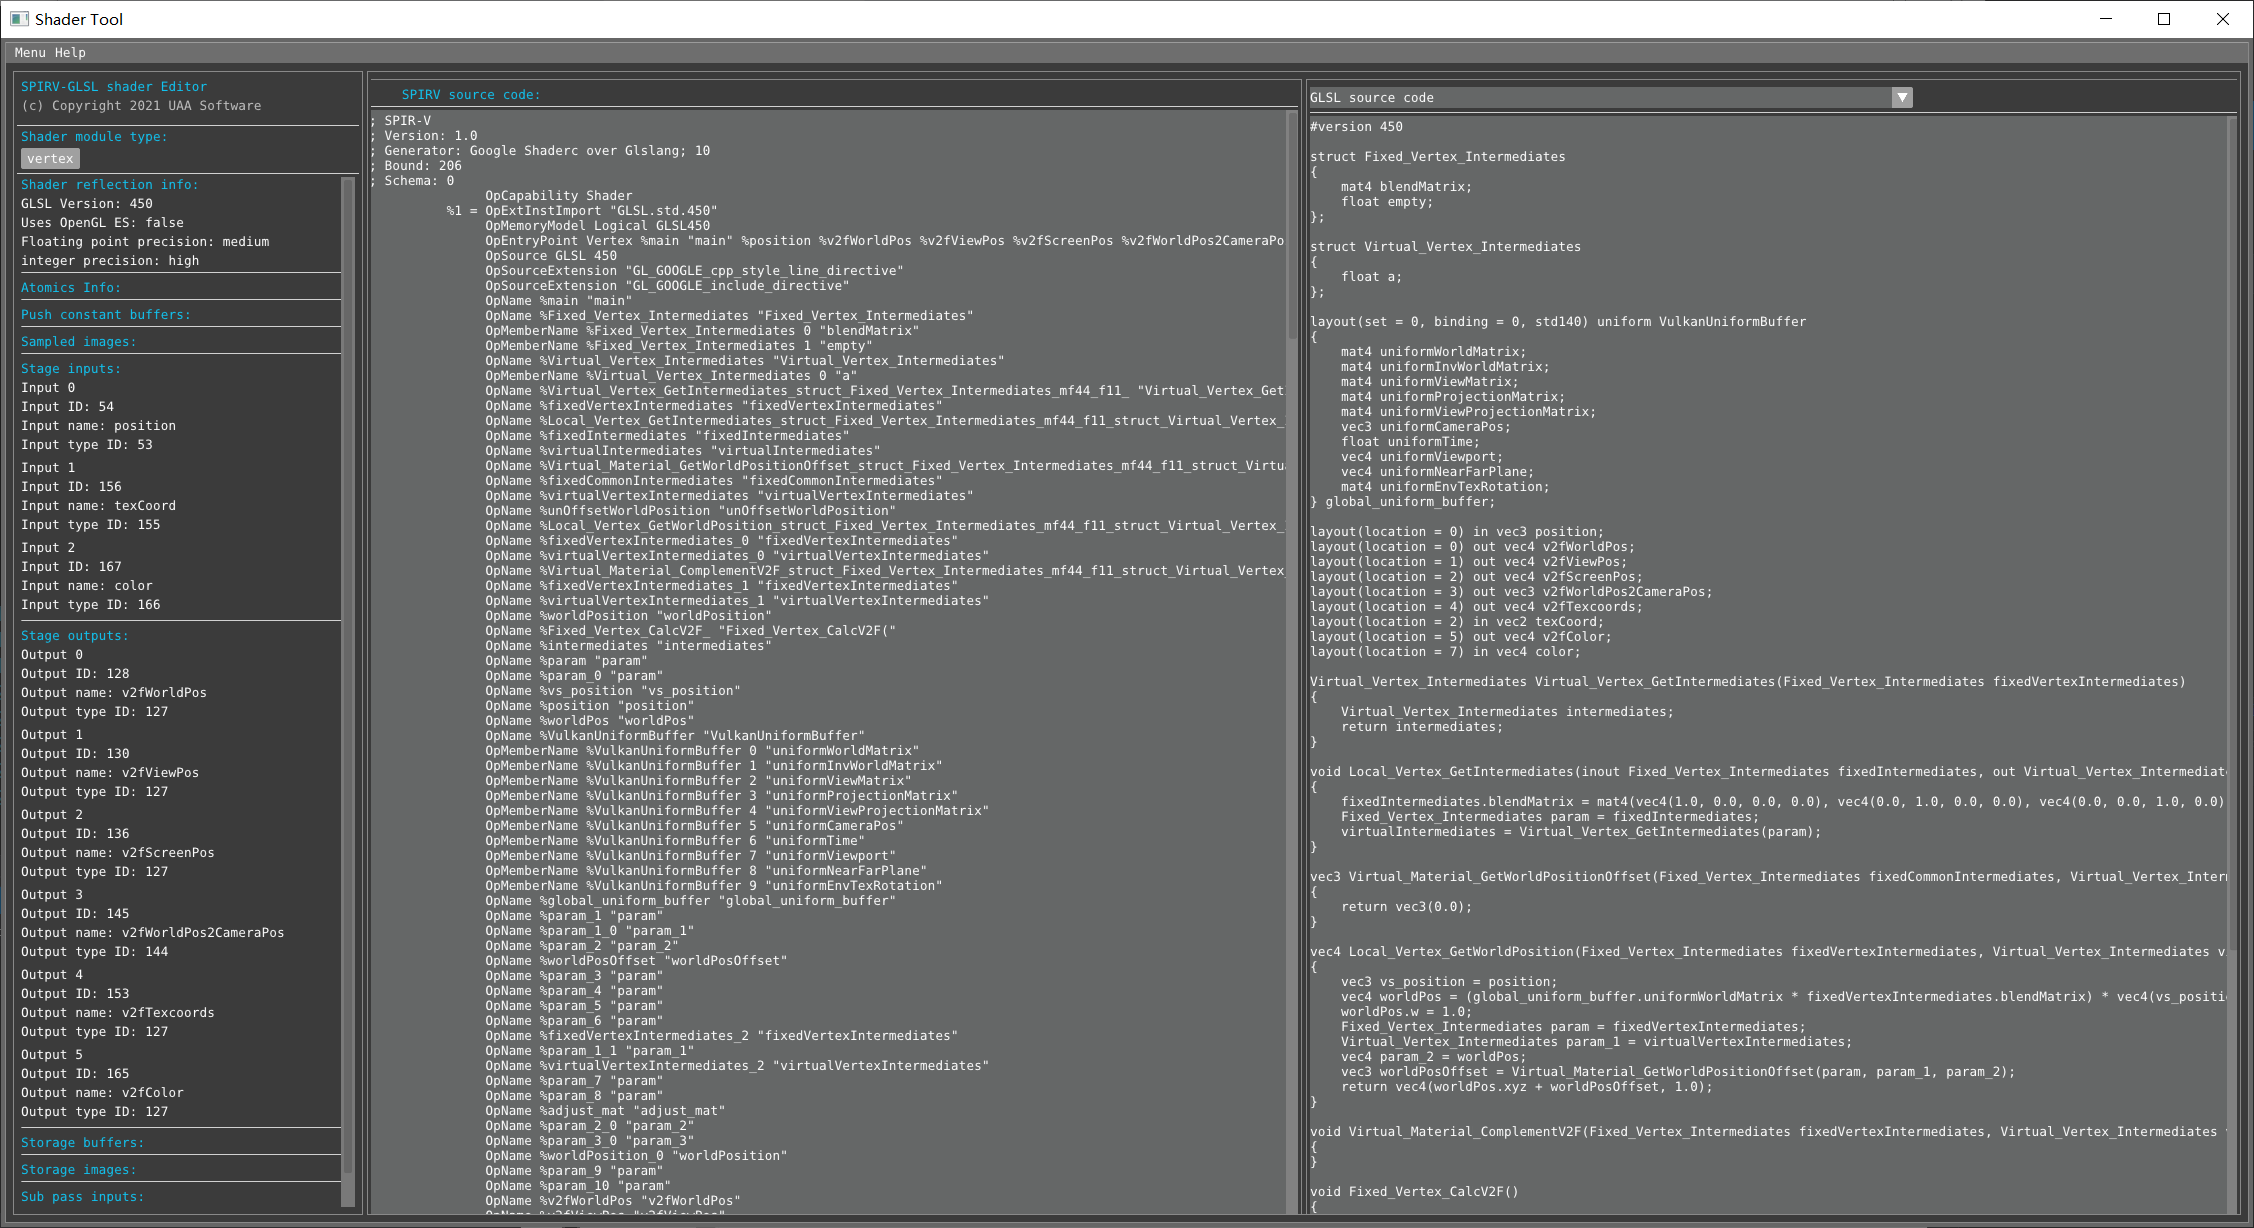 Shader Tool
Menu Help
SPIRV-GLSL shader Editor
(c) Copyright 2021 UAA Software
Shader module type:
vertex
Shader reflection info:
GLSL Version: 450
Uses OpenGL ES: false
Floating point precision: medium
integer precision: high
Atomics Info:
Push constant buffers:
Sampled images:
Stage inputs:
Input 0
Input ID: 54
Input name: position
Input type ID: 53
Input 1
Input ID: 156
Input name: texCoord
Input type ID: 155
Input 2
Input ID: 167
Input name: color
Input type ID: 166
Stage outputs:
Output 0
Output ID: 128
Output name: v2fWorldPos
Output type ID: 127
Output 1
Output ID: 130
Output name: v2fViewPos
Output type ID: 127
Output 2
Output ID: 136
Output name: v2fScreenPos
Output type ID: 127
Output 3
Output ID: 145
Output name: v2fWorldPos2CameraPos
Output type ID: 144
Output 4
Output ID: 153
Output name: v2fTexcoords
Output type ID: 127
Output 5
Output ID: 165
Output name: v2fColor
Output type ID: 127
Storage buffers:
Storage images:
Sub pass inputs:
SPIRV source code:
; SPIR-V
; Version: 1.0
; Generator: Google Shaderc over Glslang; 10
; Bound: 206
; Schema: 0
OpCapability Shader
%1 = OpExtInstImport "GLSL.std.450"
OpMemoryModel Logical GLSL450
OpEntryPoint Vertex %main "main" %position %v2fWorldPos %v2fViewPos %v2fScreenPos %v2fWorldPos2CameraPo
OpSource GLSL 450
OpSourceExtension "GL_GOOGLE_cpp_style_line_directive"
OpSourceExtension "GL_GOOGLE_include_directive"
OpName %main "main"
OpName %Fixed_Vertex_Intermediates "Fixed_Vertex_Intermediates"
OpMemberName %Fixed_Vertex_Intermediates 0 "blendMatrix"
OpMemberName %Fixed_Vertex_Intermediates 1 "empty"
OpName %Virtual_Vertex_Intermediates "Virtual_Vertex_Intermediates"
OpMemberName %Virtual_Vertex_Intermediates 0 "a"
OpName %Virtual_Vertex_GetIntermediates_struct_Fixed_Vertex_Intermediates_mf44_f11_ "Virtual_Vertex_Get
OpName %fixedVertexIntermediates "fixedVertexIntermediates"
OpName %Local_Vertex_GetIntermediates_struct_Fixed_Vertex_Intermediates_mf44_f11_struct_Virtual_Vertex_
OpName %fixedIntermediates "fixedIntermediates"
OpName %virtualIntermediates "virtualIntermediates"
OpName %Virtual_Material_GetWorldPositionOffset_struct_Fixed_Vertex_Intermediates_mf44_f11_struct_Virtu
OpName %fixedCommonIntermediates "fixedCommonIntermediates"
OpName %virtualVertexIntermediates "virtualVertexIntermediates"
OpName %unOffsetWorldPosition "unOffsetWorldPosition"
OpName %Local_Vertex_GetWorldPosition_struct_Fixed_Vertex_Intermediates_mf44_f11_struct_Virtual_Vertex_
OpName %fixedVertexIntermediates_0 "fixedVertexIntermediates"
OpName %virtualVertexIntermediates_0 "virtualVertexIntermediates"
OpName %Virtual_Material_ComplementV2F_struct_Fixed_Vertex_Intermediates_mf44_f11_struct_Virtual_Vertex_
OpName %fixedVertexIntermediates_1 "fixedVertexIntermediates
OpName %virtualVertexIntermediates_1 "virtualVertexIntermediates"
OpName %worldPosition "worldPosition"
OpName %Fixed_Vertex_CalcV2F_ "Fixed_Vertex_CalcV2F("
OpName %intermediates "intermediates"
OpName %param "param"
OpName %param_0 "param"
OpName %vs_position "vs_position"
OpName %position "position"
OpName %worldPos "worldPos"
OpName %VulkanUniformBuffer "VulkanUniformBuffer"
OpMemberName %VulkanUniformBuffer 0 "uniformWorldMatrix"
OpMemberName %VulkanUniformBuffer 1 "uniformInvWorldMatrix"
OpMemberName %VulkanUniformBuffer 2 "uniformViewMatrix"
OpMemberName %VulkanUniformBuffer 3 "uniformProjectionMatrix"
OpMemberName %VulkanUniformBuffer 4 "uniformViewProjectionMatrix"
OpMemberName %VulkanUniformBuffer 5 "uniformCameraPos"
OpMemberName %VulkanUniformBuffer 6 "uniformTime"
OpMemberName %VulkanUniformBuffer 7 "uniformViewport"
OpMemberName %VulkanUniformBuffer 8 "uniformNearFarPlane"
OpMemberName %VulkanUniformBuffer 9 "uniformEnvTexRotation"
OpName %global_uniform_buffer "global_uniform_buffer"
OpName %param_1 "param"
OpName %param_1_0 "param_1"
OpName %param_2 "param_2"
OpName %worldPosOffset "worldPosOffset"
OpName %param_3 "param"
OpName %param_4 "param"
OpName %param_5 "param"
OpName %param_6 "param"
OpName %fixedVertexIntermediates_2 "fixedVertexIntermediates"
OpName %param_1_1 "param_1"
OpName %virtualVertexIntermediates_2 "virtualVertexIntermediates"
OpName %param_7 "param"
OpName %param_8 "param"
OpName %adjust_mat "adjust_mat"
OpName %param_2_0 "param_2"
OpName %param_3_0 "param_3"
OpName %worldPosition_0 "worldPosition"
OpName %param_9 "param"
OpName %param_10 "param"
OpName %v2fWorldPos "v2fWorldPos"
OpName %v2fViewPos "v2fViewPos"
GLSL source code
#version 450
struct Fixed_Vertex_Intermediates
{
mat4 blendMatrix;
float empty;
};
struct Virtual_Vertex_Intermediates
{
float a;
};
layout(set = 0, binding = 0, std140) uniform VulkanUniformBuffer
{
mat4 uniformWorldMatrix;
mat4 uniformInvWorldMatrix;
mat4 uniformViewMatrix;
mat4 uniformProjectionMatrix;
mat4 uniformViewProjectionMatrix;
vec3 uniformCameraPos;
float uniformTime;
vec4 uniformViewport;
vec4 uniformNearFarPlane;
mat4 uniformEnvTexRotation;
} global_uniform_buffer;
layout(location = 0) in vec3 position;
layout(location = 0) out vec4 v2fWorldPos;
layout(location = 1) out vec4 v2fViewPos;
layout(location = 2) out vec4 v2fScreenPos;
layout(location = 3) out vec3 v2fWorldPos2CameraPos;
layout(location = 4) out vec4 v2fTexcoords;
layout(location = 2) in vec2 texCoord;
layout(location = 5) out vec4 v2fColor;
layout(location = 7) in vec4 color;
Virtual_Vertex_Intermediates Virtual_Vertex_GetIntermediates(Fixed_Vertex_Intermediates fixedVertexIntermediates)
{
Virtual_Vertex_Intermediates intermediates;
return intermediates;
}
void Local_Vertex_GetIntermediates(inout Fixed_Vertex_Intermediates fixedIntermediates, out Virtual_Vertex_Intermediat
{
fixedIntermediates.blendMatrix = mat4(vec4(1.0, 0.0, 0.0, 0.0), vec4(0.0, 1.0, 0.0, 0.0), vec4(0.0, 0.0, 1.0, 0.0)
Fixed_Vertex_Intermediates param = fixedIntermediates;
virtualIntermediates = Virtual_Vertex_GetIntermediates(param);
}
vec3 Virtual_Material_GetWorldPositionOffset(Fixed_Vertex_Intermediates fixedCommonIntermediates, Virtual_Vertex_Inter
{
return vec3(0.0);
}
vec4 Local_Vertex_GetWorldPosition(Fixed_Vertex_Intermediates fixedVertexIntermediates, Virtual_Vertex_Intermediates v
{
vec3 vs_position = position;
vec4 worldPos = (global_uniform_buffer.uniformWorldMatrix * fixedVertexIntermediates.blendMatrix) * vec4(vs_positi
worldPos.w = 1.0;
Fixed_Vertex_Intermediates param = fixedVertexIntermediates;
Virtual_Vertex_Intermediates param_1 = virtualVertexIntermediates;
vec4 param_2 = worldPos;
vec3 worldPosOffset = Virtual_Material_GetWorldPositionOffset(param, param_1, param_2);
return vec4(worldPos.xyz + worldPosOffset, 1.0);
}
void Virtual_Material_ComplementV2F(Fixed_Vertex_Intermediates fixedVertexIntermediates, Virtual_Vertex_Intermediates
{
}
void Fixed_Vertex_CalcV2F()
{